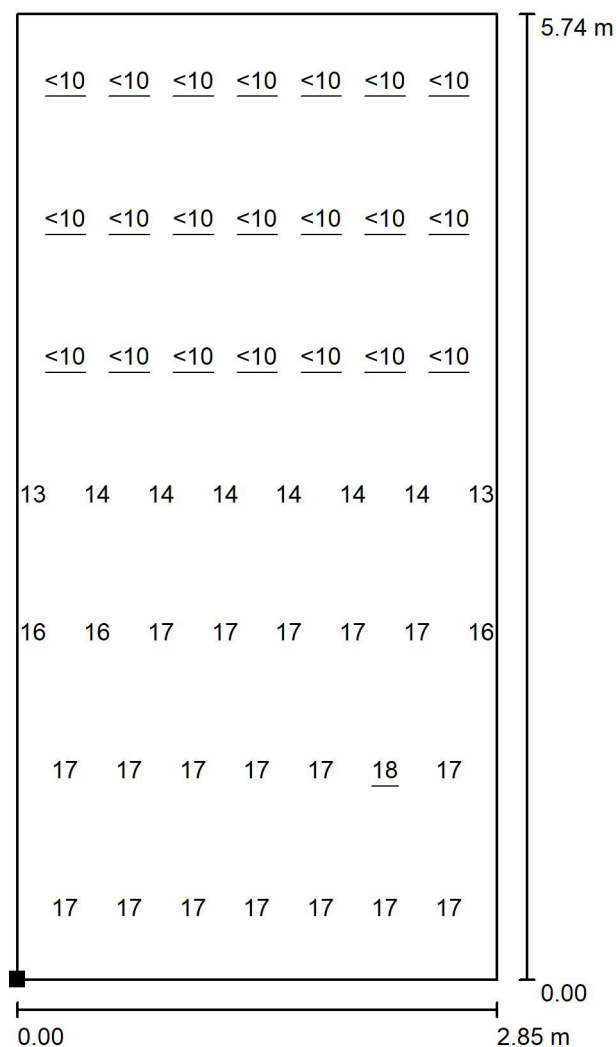 5.74 m
<10 <10 <10 <10 <10 <10 <10
<10 <10 <10 <10 <10 <10 <10
<10 <10 <10 <10 <10 <10 <10
13 14 14 14 14 14 14 13
16 16 17 17 17 17 17 16
17 17 17 17 17 18 17
17 17 17 17 17 17 17
0.00
0.00 2.85 m